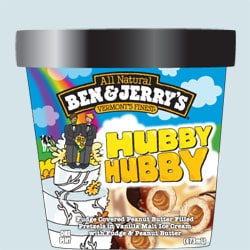 All Natural
BEN & JERRY'S
VERMONT'S FINEST
HUBBY
HUBBY
Fudge Covered Peanut Butter Filled
Pretzels in Vanilla Malt Ice Cream
with Fudge & Peanut Butter
ONE
PINT
(473mL)